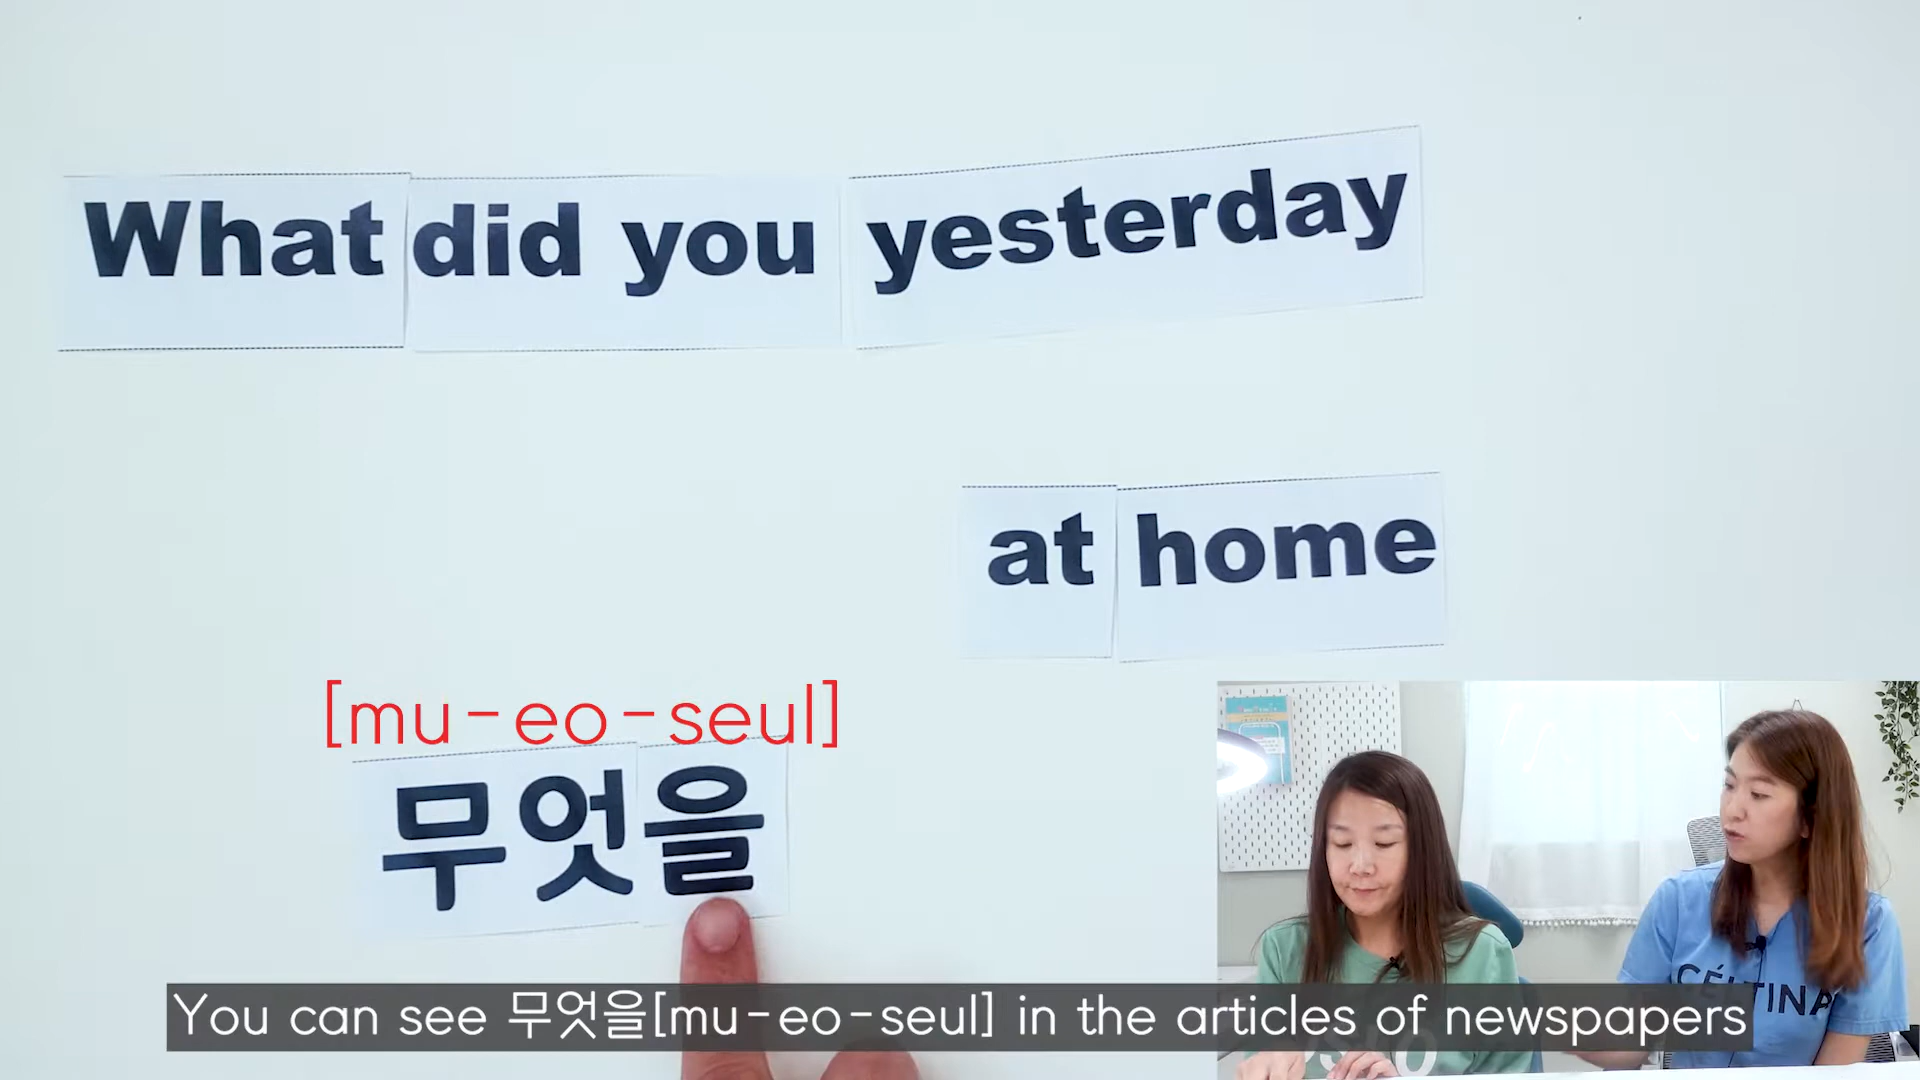 What did you yesterday
at home
[mu-eo-seul]
무엇을
CÉLTINA
You can see 무엇을[mu-eo-seul] in the articles of newspapers